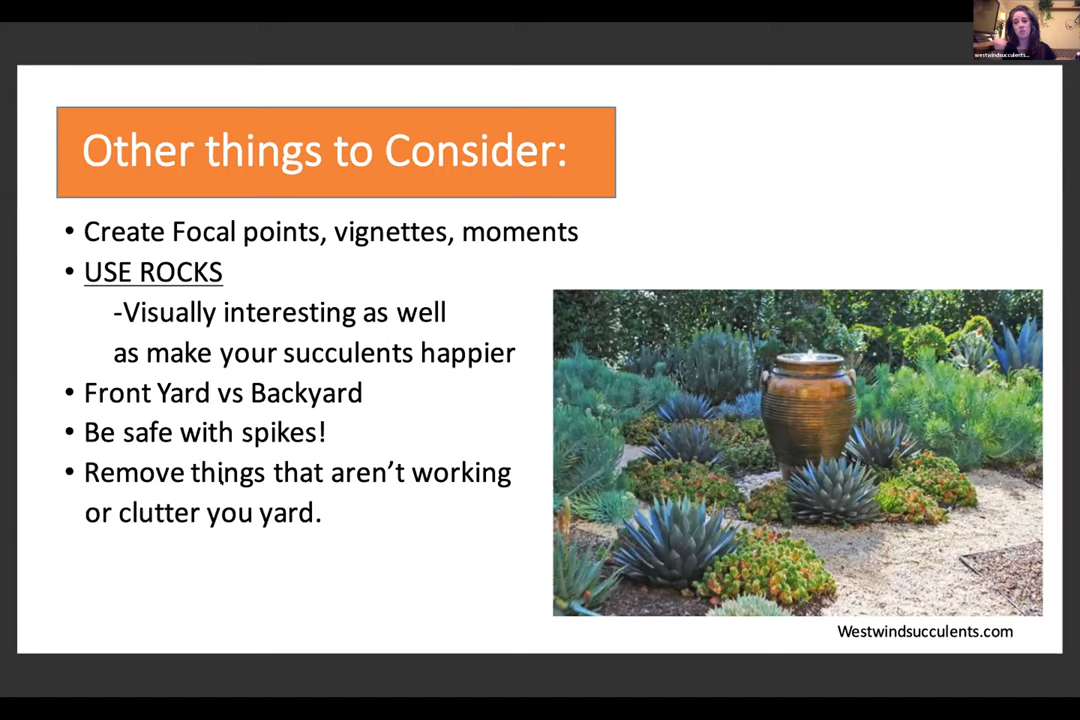 westwindsucculents...
Other things to Consider:
• Create Focal points, vignettes, moments
• USE ROCKS
-Visually interesting as well
as make your succulents happier
• Front Yard vs Backyard
• Be safe with spikes!
• Remove things that aren’t working
or clutter you yard.
Westwindsucculents.com